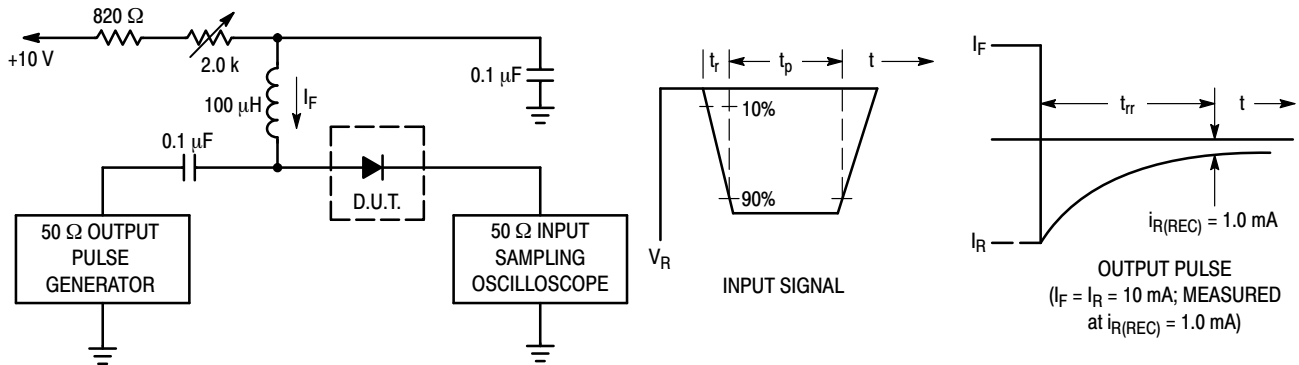 820 Ω
+10 V
2.0 k
100 μH
I_F
0.1 μF
0.1 μF
D.U.T.
50 Ω OUTPUT
PULSE
GENERATOR
50 Ω INPUT
SAMPLING
OSCILLOSCOPE
t_r
t_p
t
10%
90%
V_R
INPUT SIGNAL
I_F
t_rr
t
I_R
i_R(REC) = 1.0 mA
OUTPUT PULSE
(I_F = I_R = 10 mA; MEASURED
at i_R(REC) = 1.0 mA)